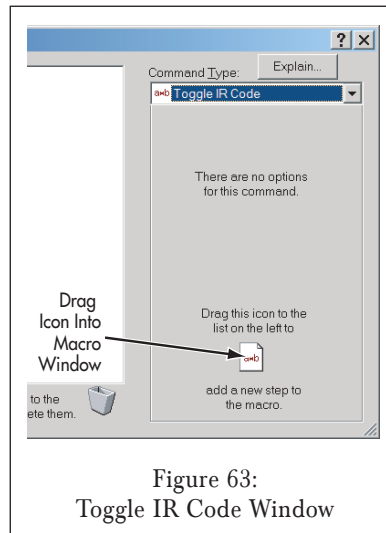 Command Type:
Explain...
a↔b Toggle IR Code
There are no options
for this command.
Drag
Icon Into
Macro
Window
Drag this icon to the
list on the left to
a↔b
add a new step to
the macro.
to the
ete them.
Figure 63:
Toggle IR Code Window